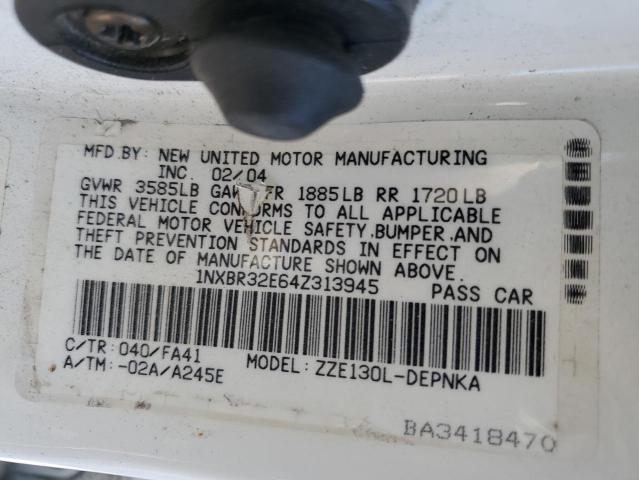 MFD.BY: NEW UNITED MOTOR MANUFACTURING
INC. 02/04
GVWR 3585LB GAWR FR 1885LB RR 1720LB
THIS VEHICLE CONFORMS TO ALL APPLICABLE
FEDERAL MOTOR VEHICLE SAFETY.BUMPER.AND
THEFT PREVENTION STANDARDS IN EFFECT ON
THE DATE OF MANUFACTURE SHOWN ABOVE.
1NXBR32E64Z313945 PASS CAR
C/TR: 040/FA41
A/TM: -02A/A245E MODEL: ZZE130L-DEPNKA
BA3418470